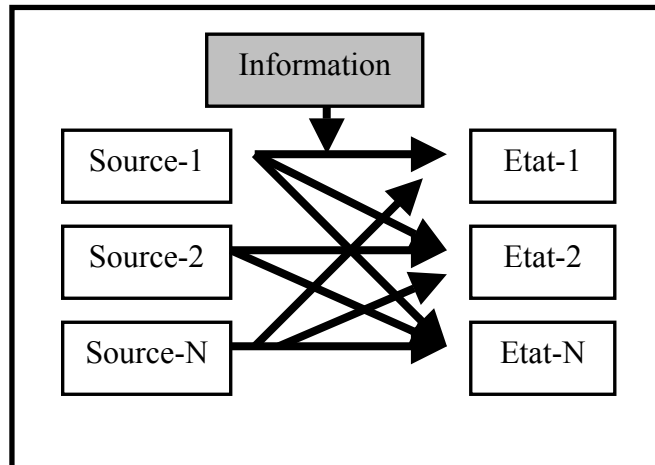 Information
Source-1
Etat-1
Source-2
Etat-2
Source-N
Etat-N